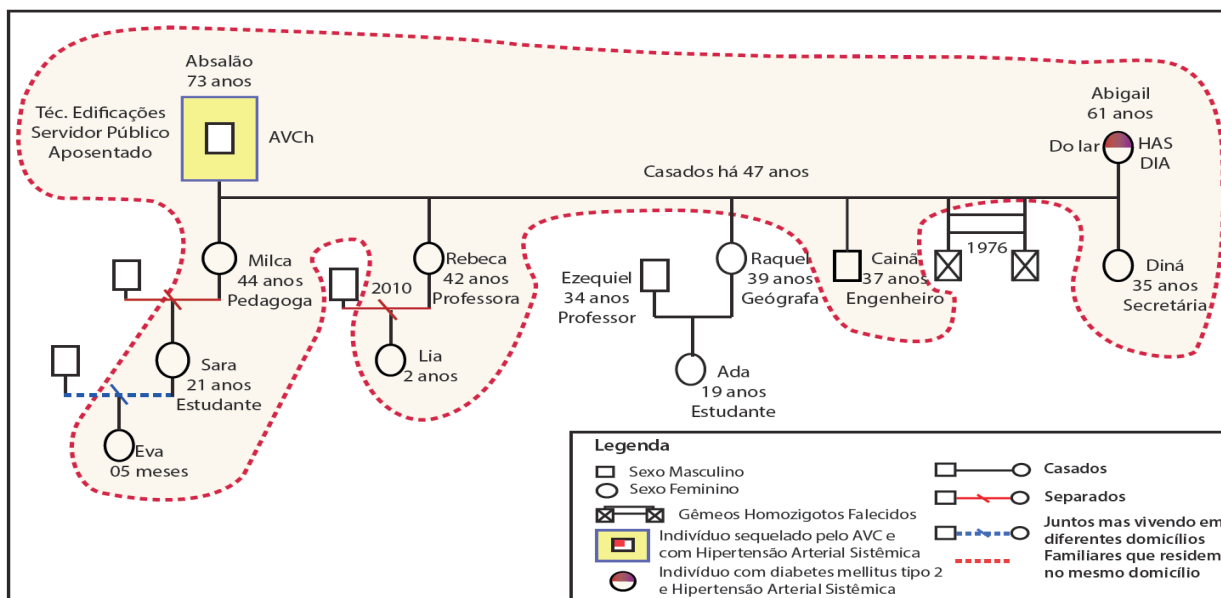 Absalão
73 anos
Téc. Edificações
Servidor Público
Aposentado
AVCh
Abigail
61 anos
Do lar
HAS
DIA
Casados há 47 anos
Milca
44 anos
Pedagoga
2010
Rebeca
42 anos
Professora
Ezequiel
34 anos
Professor
Raquel
39 anos
Geógrafa
Cainã
37 anos
Engenheiro
1976
Diná
35 anos
Secretária
Sara
21 anos
Estudante
Lia
2 anos
Ada
19 anos
Estudante
Eva
05 meses
Legenda
Sexo Masculino
Sexo Feminino
Gêmeos Homozigotos Falecidos
Indivíduo sequelado pelo AVC e
com Hipertensão Arterial Sistêmica
Indivíduo com diabetes mellitus tipo 2
e Hipertensão Arterial Sistêmica
Casados
Separados
Juntos mas vivendo em
diferentes domicílios
Familiares que residem
no mesmo domicílio